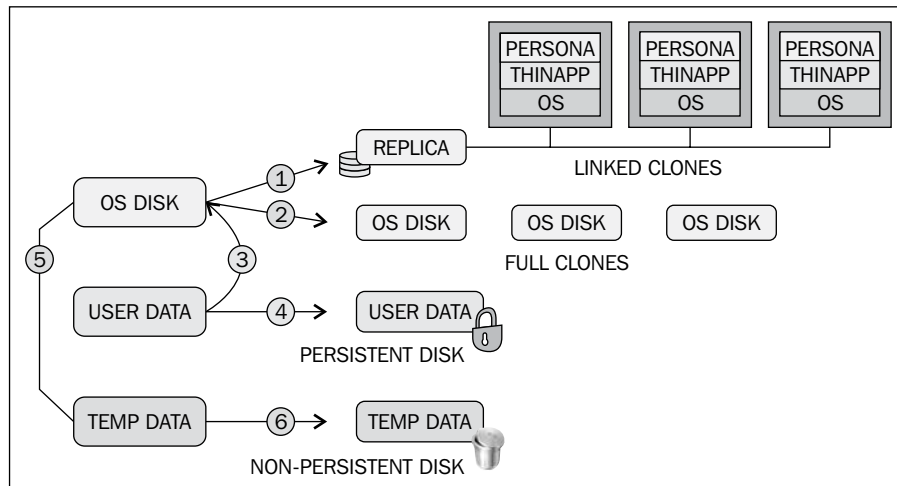 PERSONA PERSONA PERSONA
THINAPP THINAPP THINAPP
OS OS OS
REPLICA
LINKED CLONES
1
OS DISK
2
OS DISK OS DISK OS DISK
FULL CLONES
5
3
USER DATA
4
USER DATA
PERSISTENT DISK
TEMP DATA
6
TEMP DATA
NON-PERSISTENT DISK